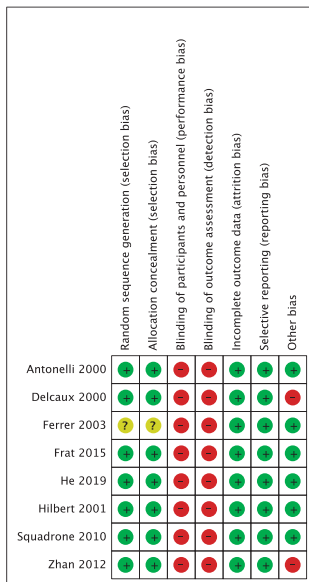 Random sequence generation (selection bias)
Allocation concealment (selection bias)
Blinding of participants and personnel (performance bias)
Blinding of outcome assessment (detection bias)
Incomplete outcome data (attrition bias)
Selective reporting (reporting bias)
Other bias
Antonelli 2000 + + - - + + +
Delcaux 2000 + + - - + + -
Ferrer 2003 ? ? - - + + +
Frat 2015 + + - - + + +
He 2019 + + - - + + +
Hilbert 2001 + + - - + + +
Squadrone 2010 + + - - + + +
Zhan 2012 + + - - + + -